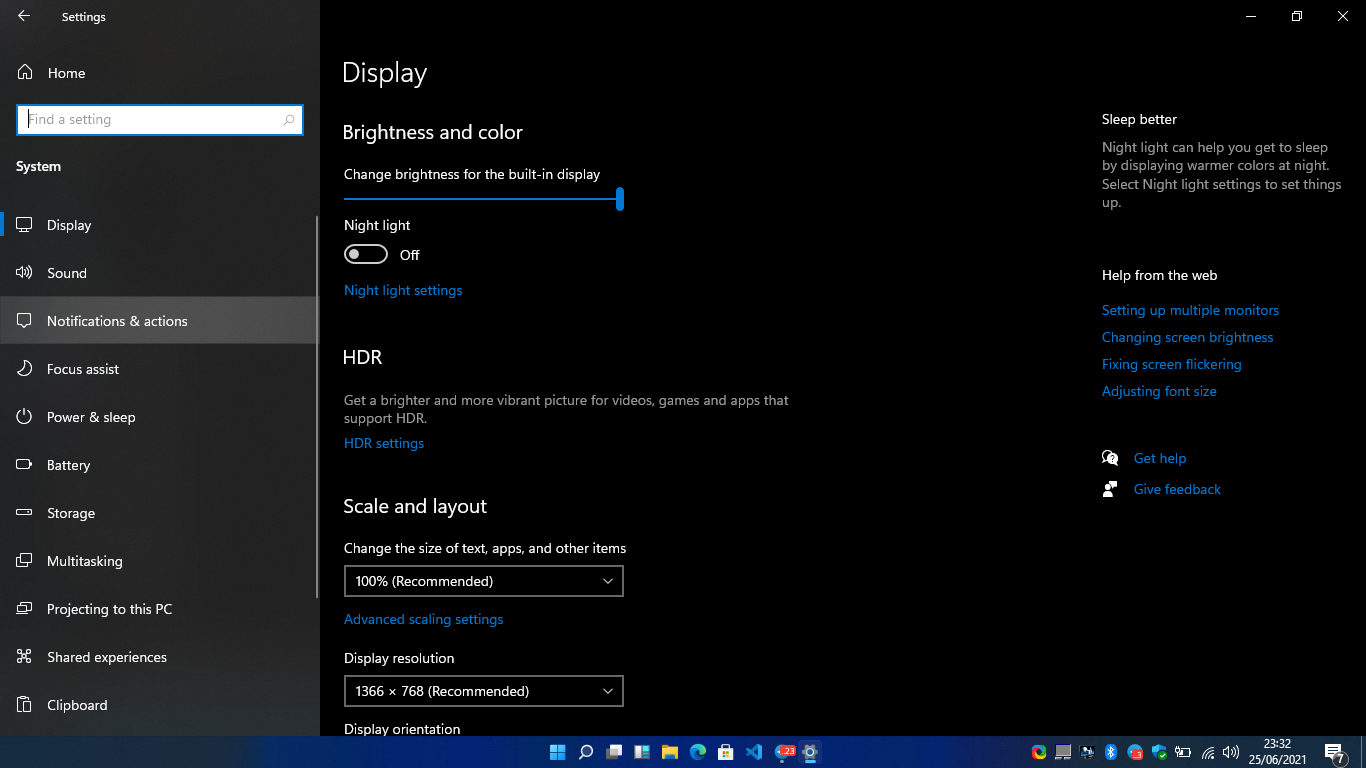 Settings
Home
Find a setting
System
Display
Sound
Notifications & actions
Focus assist
Power & sleep
Battery
Storage
Multitasking
Projecting to this PC
Shared experiences
Clipboard
Display
Brightness and color
Change brightness for the built-in display
Night light
Off
Night light settings
HDR
Get a brighter and more vibrant picture for videos, games and apps that
support HDR.
HDR settings
Scale and layout
Change the size of text, apps, and other items
100% (Recommended)
Advanced scaling settings
Display resolution
1366 × 768 (Recommended)
Display orientation
Sleep better
Night light can help you get to sleep
by displaying warmer colors at night.
Select Night light settings to set things
up.
Help from the web
Setting up multiple monitors
Changing screen brightness
Fixing screen flickering
Adjusting font size
Get help
Give feedback
23
3
23:32
25/06/2021
7